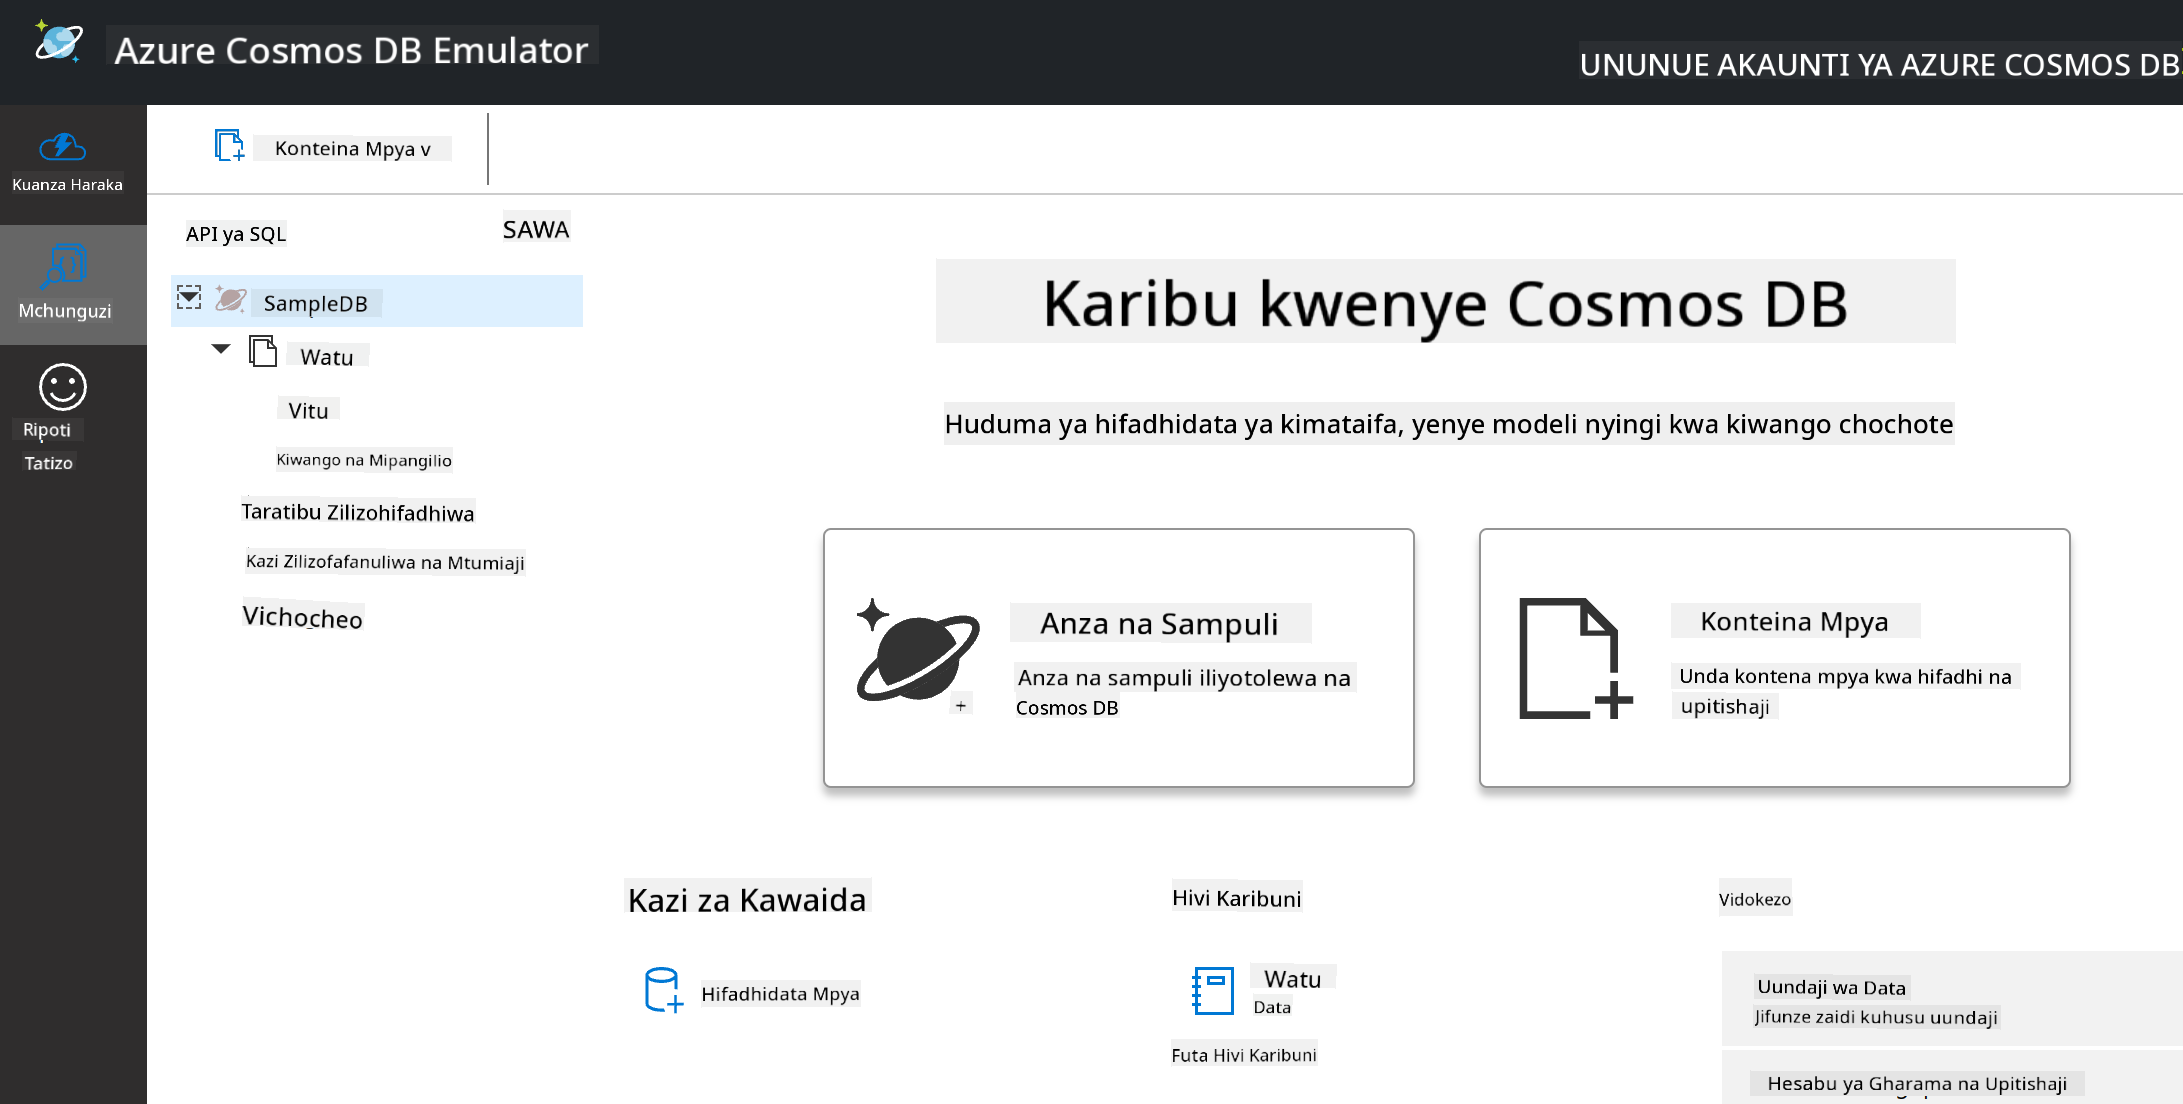 Azure Cosmos DB Emulator
UNUNUE AKAUNTI YA AZURE COSMOS DB
Kuanza Haraka
Mchunguzi
Ripoti
Tatizo
Konteina Mpya v
API ya SQL
SAWA
SampleDB
Watu
Vitu
Kiwango na Mipangilio
Taratibu Zilizohifadhiwa
Kazi Zilizofafanuliwa na Mtumiaji
Vichocheo
Karibu kwenye Cosmos DB
Huduma ya hifadhidata ya kimataifa, yenye modeli nyingi kwa kiwango chochote
Anza na Sampuli
Anza na sampuli iliyotolewa na
Cosmos DB
+
Konteina Mpya
Unda kontena mpya kwa hifadhi na
upitishaji
Kazi za Kawaida
Hifadhidata Mpya
Hivi Karibuni
Watu
Data
Futa Hivi Karibuni
Vidokezo
Uundaji wa Data
Jifunze zaidi kuhusu uundaji
Hesabu ya Gharama na Upitishaji